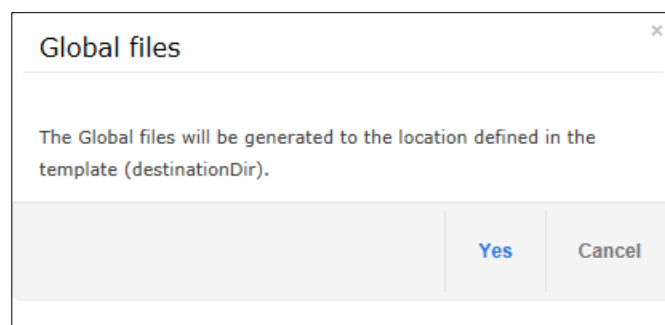 ×
Global files
The Global files will be generated to the location defined in the
template (destinationDir).
Yes
Cancel